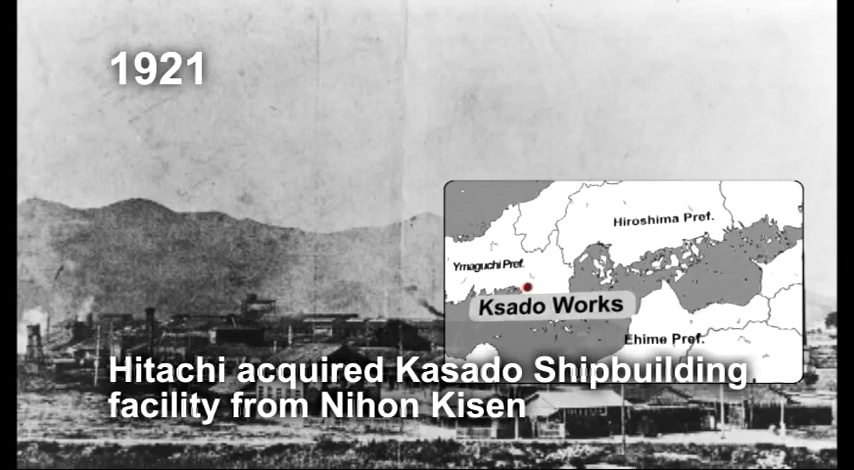 1921
Hiroshima Pref.
Ymaguchi Pref.
Ksado Works
Ehime Pref.
Hitachi acquired Kasado Shipbuilding
facility from Nihon Kisen